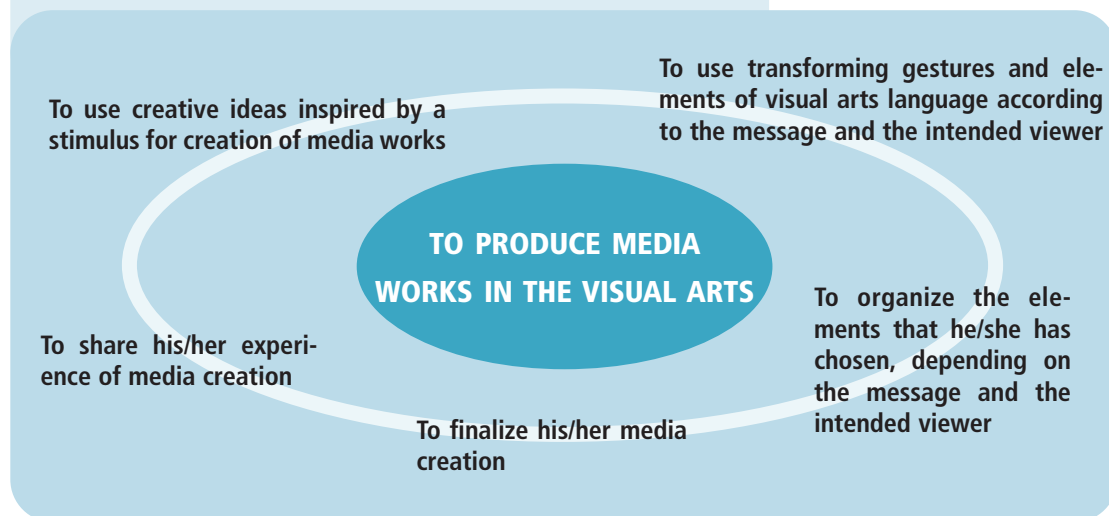 To use creative ideas inspired by a
stimulus for creation of media works
To use transforming gestures and ele-
ments of visual arts language according
to the message and the intended viewer
TO PRODUCE MEDIA
WORKS IN THE VISUAL ARTS
To organize the ele-
ments that he/she has
chosen, depending on
the message and the
intended viewer
To share his/her experi-
ence of media creation
To finalize his/her media
creation